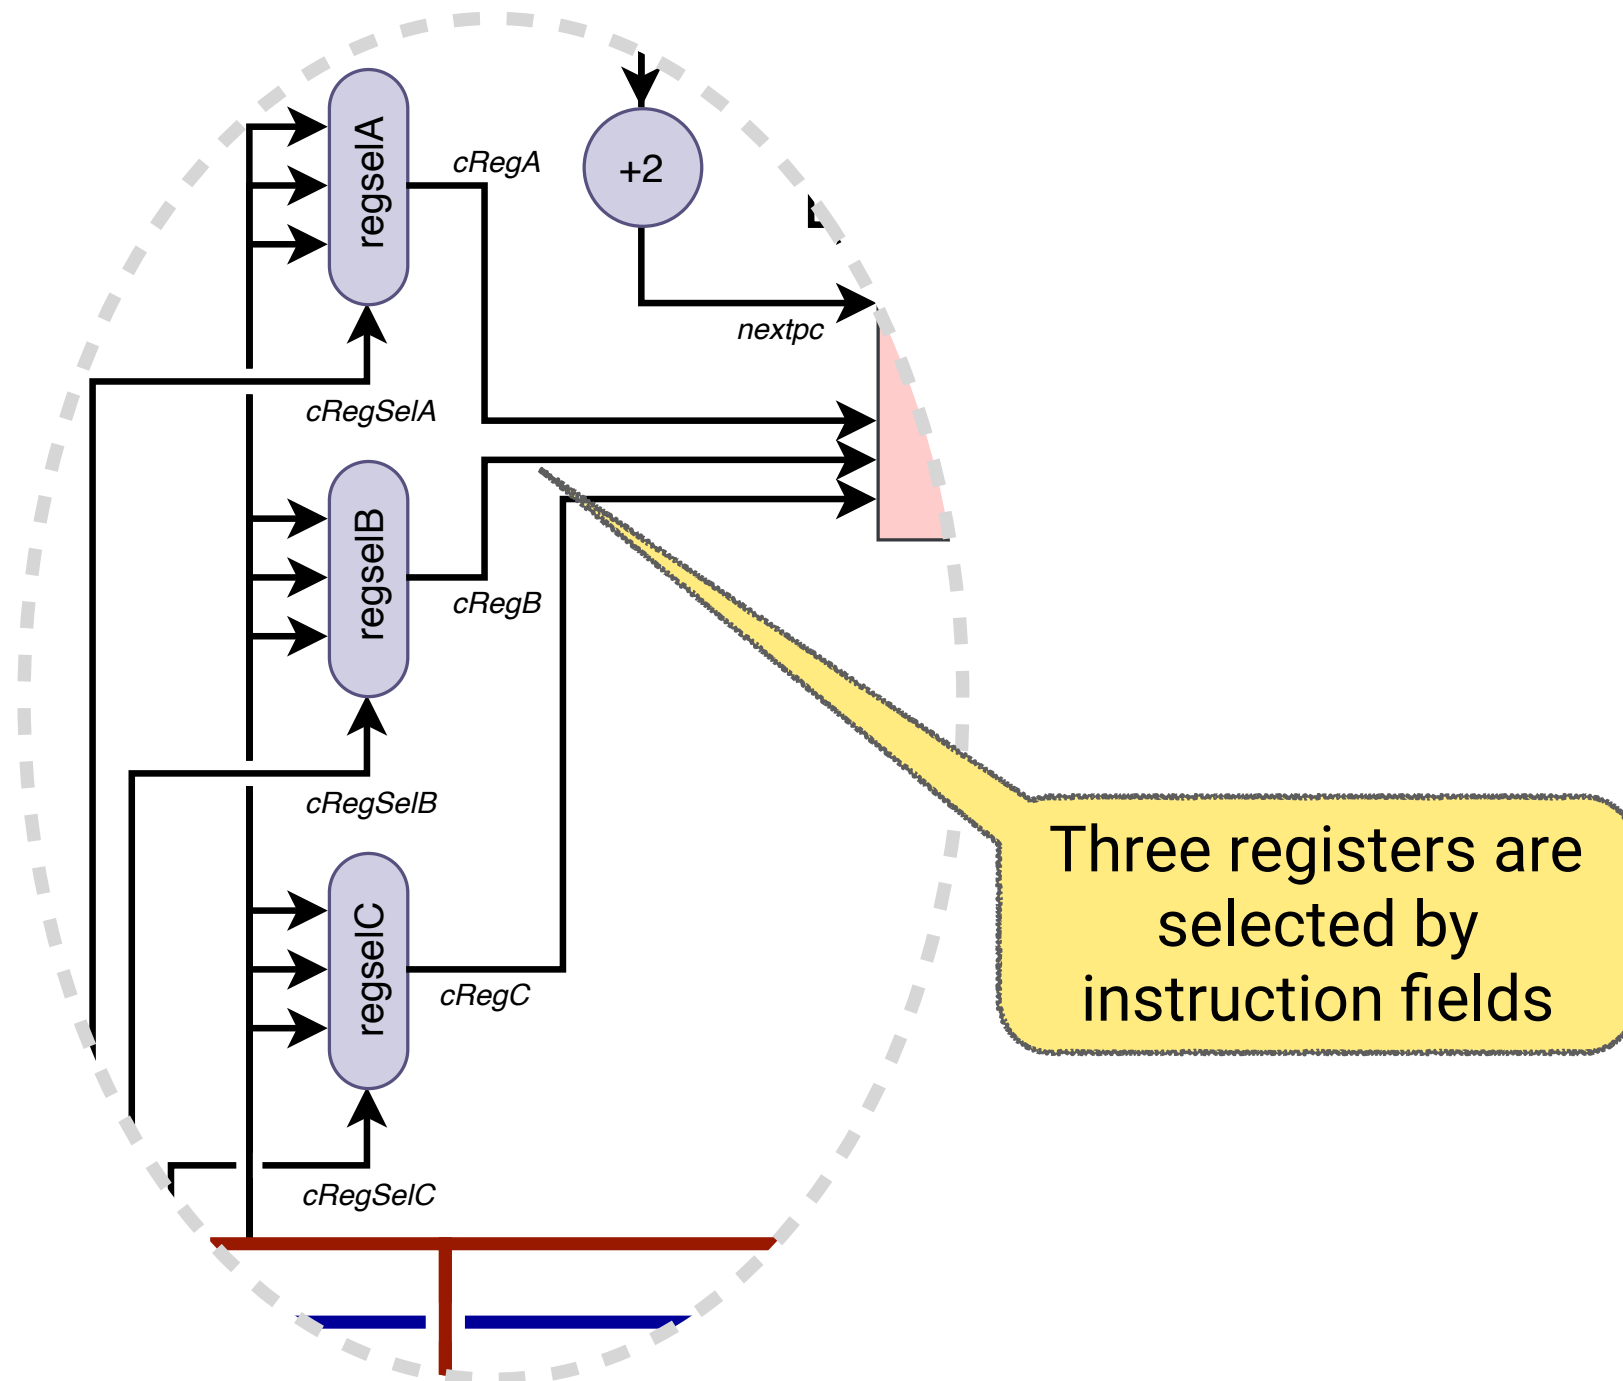 regselA
cRegA
+2
nextpc
cRegSelA
regselB
cRegB
cRegSelB
regselC
cRegC
cRegSelC
Three registers are
selected by
instruction fields